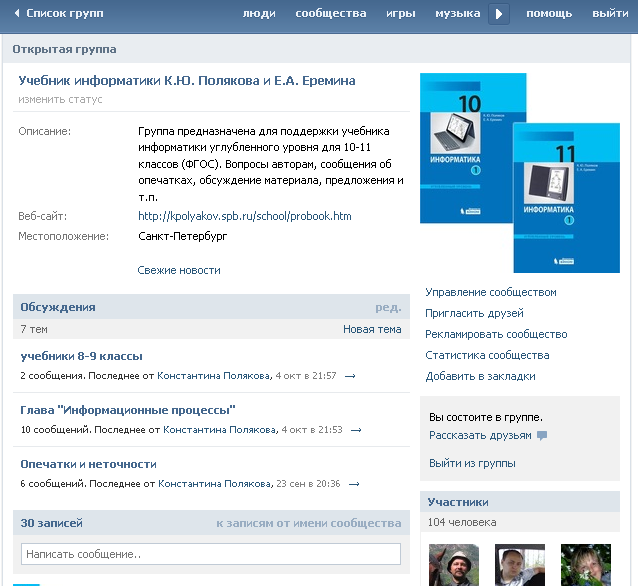 Список групп люди сообщества игры музыка помощь выйти
Открытая группа
Учебник информатики К.Ю. Полякова и Е.А. Еремина
изменить статус
Описание: Группа предназначена для поддержки учебника
информатики углубленного уровня для 10-11
классов (ФГОС). Вопросы авторам, сообщения об
опечатках, обсуждение материала, предложения и
т.п.
Веб-сайт: http://kpolyakov.spb.ru/school/probook.htm
Местоположение: Санкт-Петербург
Свежие новости
Обсуждения ред.
7 тем Новая тема
учебники 8-9 классы
2 сообщения. Последнее от Константина Полякова, 4 окт в 21:57 →
Глава "Информационные процессы"
10 сообщений. Последнее от Константина Полякова, 4 окт в 21:53 →
Опечатки и неточности
6 сообщений. Последнее от Константина Полякова, 23 сен в 20:36 →
30 записей к записям от имени сообщества
Написать сообщение..
10
ИНФОРМАТИКА
1
11
ИНФОРМАТИКА
1
Управление сообществом
Пригласить друзей
Рекламировать сообщество
Статистика сообщества
Добавить в закладки
Вы состоите в группе.
Рассказать друзьям
Выйти из группы
Участники
104 человека